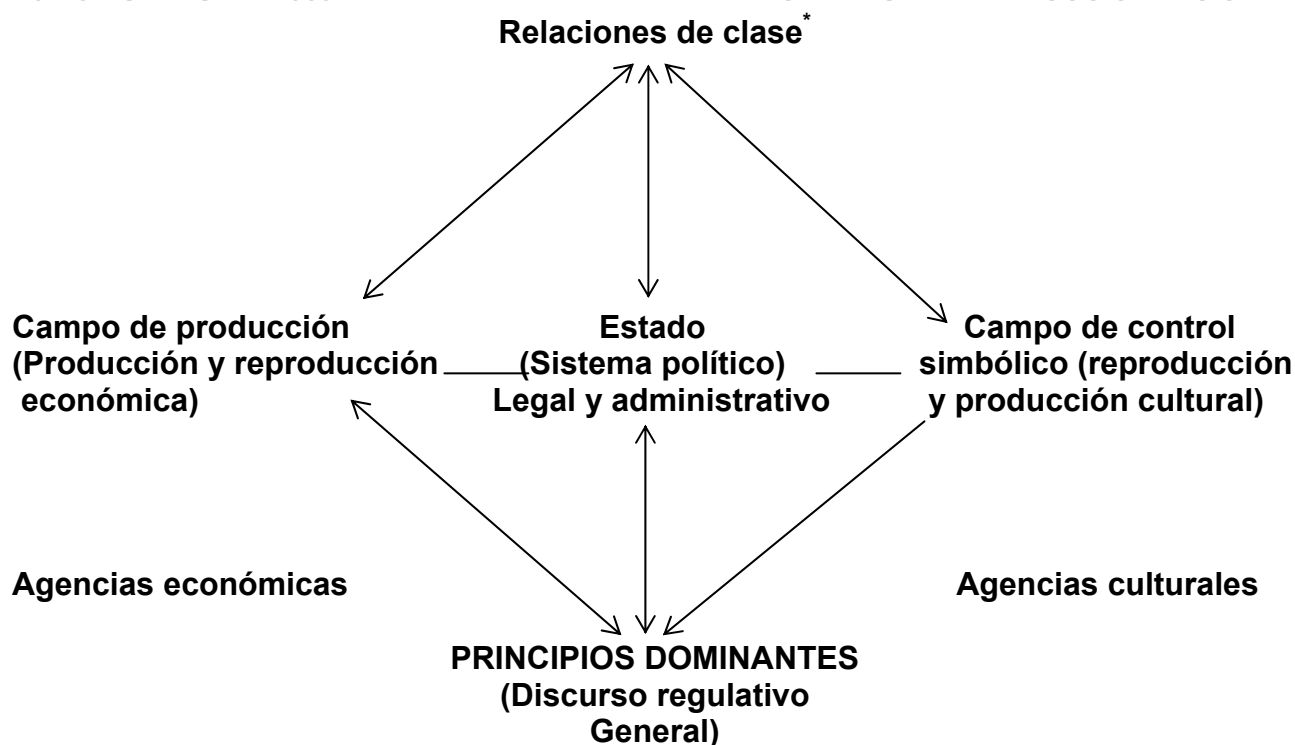 Relaciones de clase*
Campo de producción
(Producción y reproducción
económica)
Estado
(Sistema político)
Legal y administrativo
Campo de control
simbólico (reproducción
y producción cultural)
Agencias económicas
Agencias culturales
PRINCIPIOS DOMINANTES
(Discurso regulativo
General)